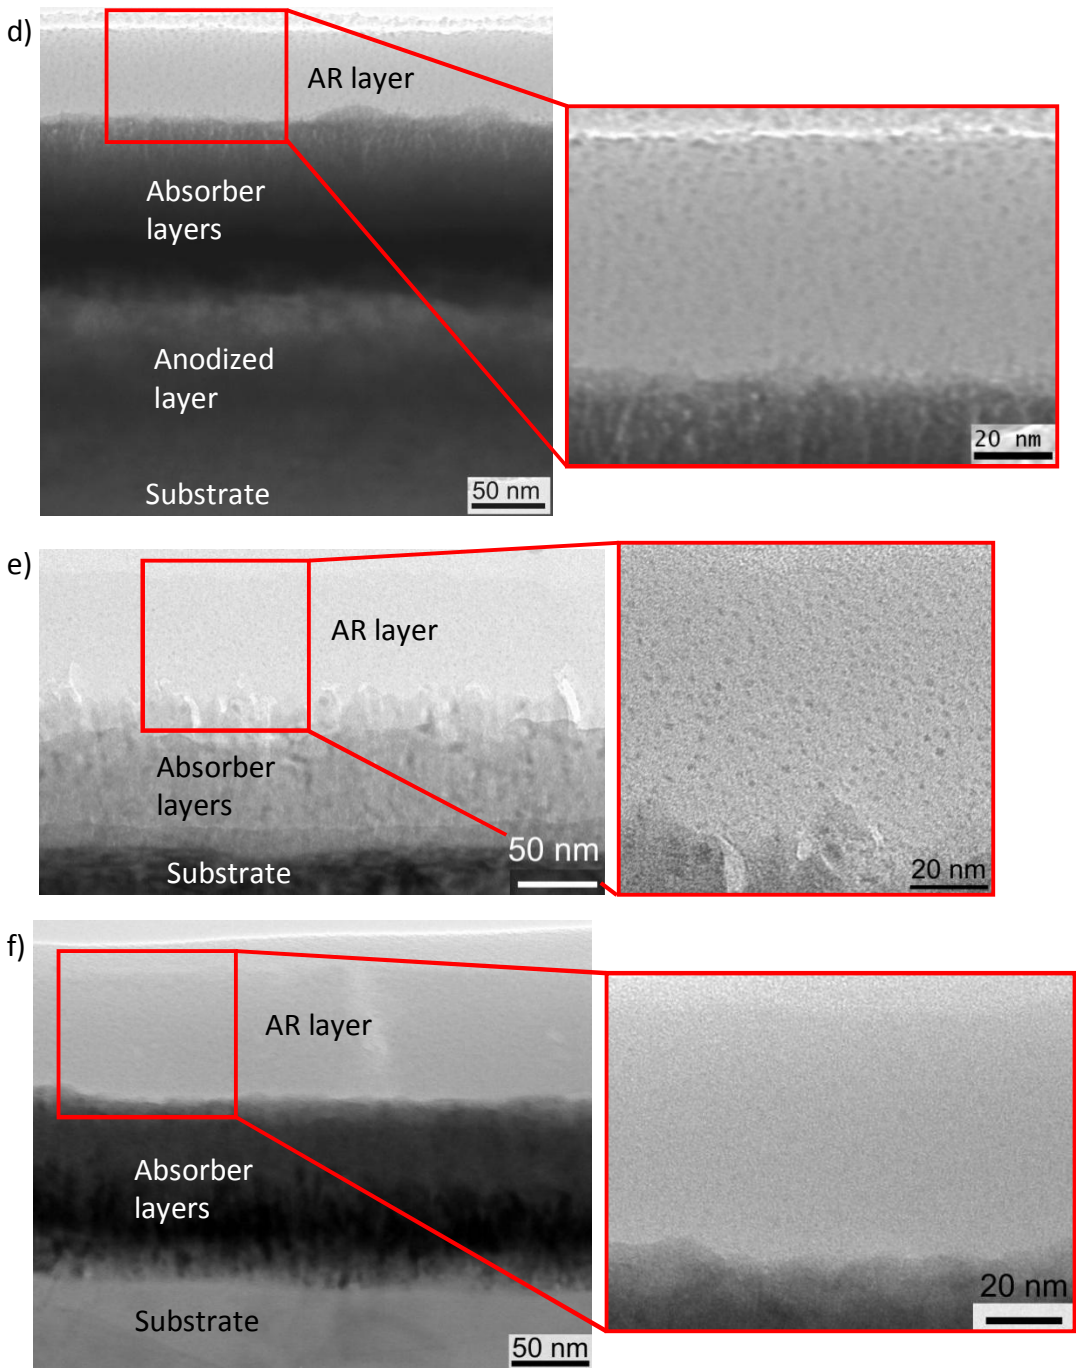 d)
AR layer
Absorber
layers
Anodized
layer
Substrate
50 nm
20 nm
e)
AR layer
Absorber
layers
Substrate
50 nm
20 nm
f)
AR layer
Absorber
layers
Substrate
50 nm
20 nm